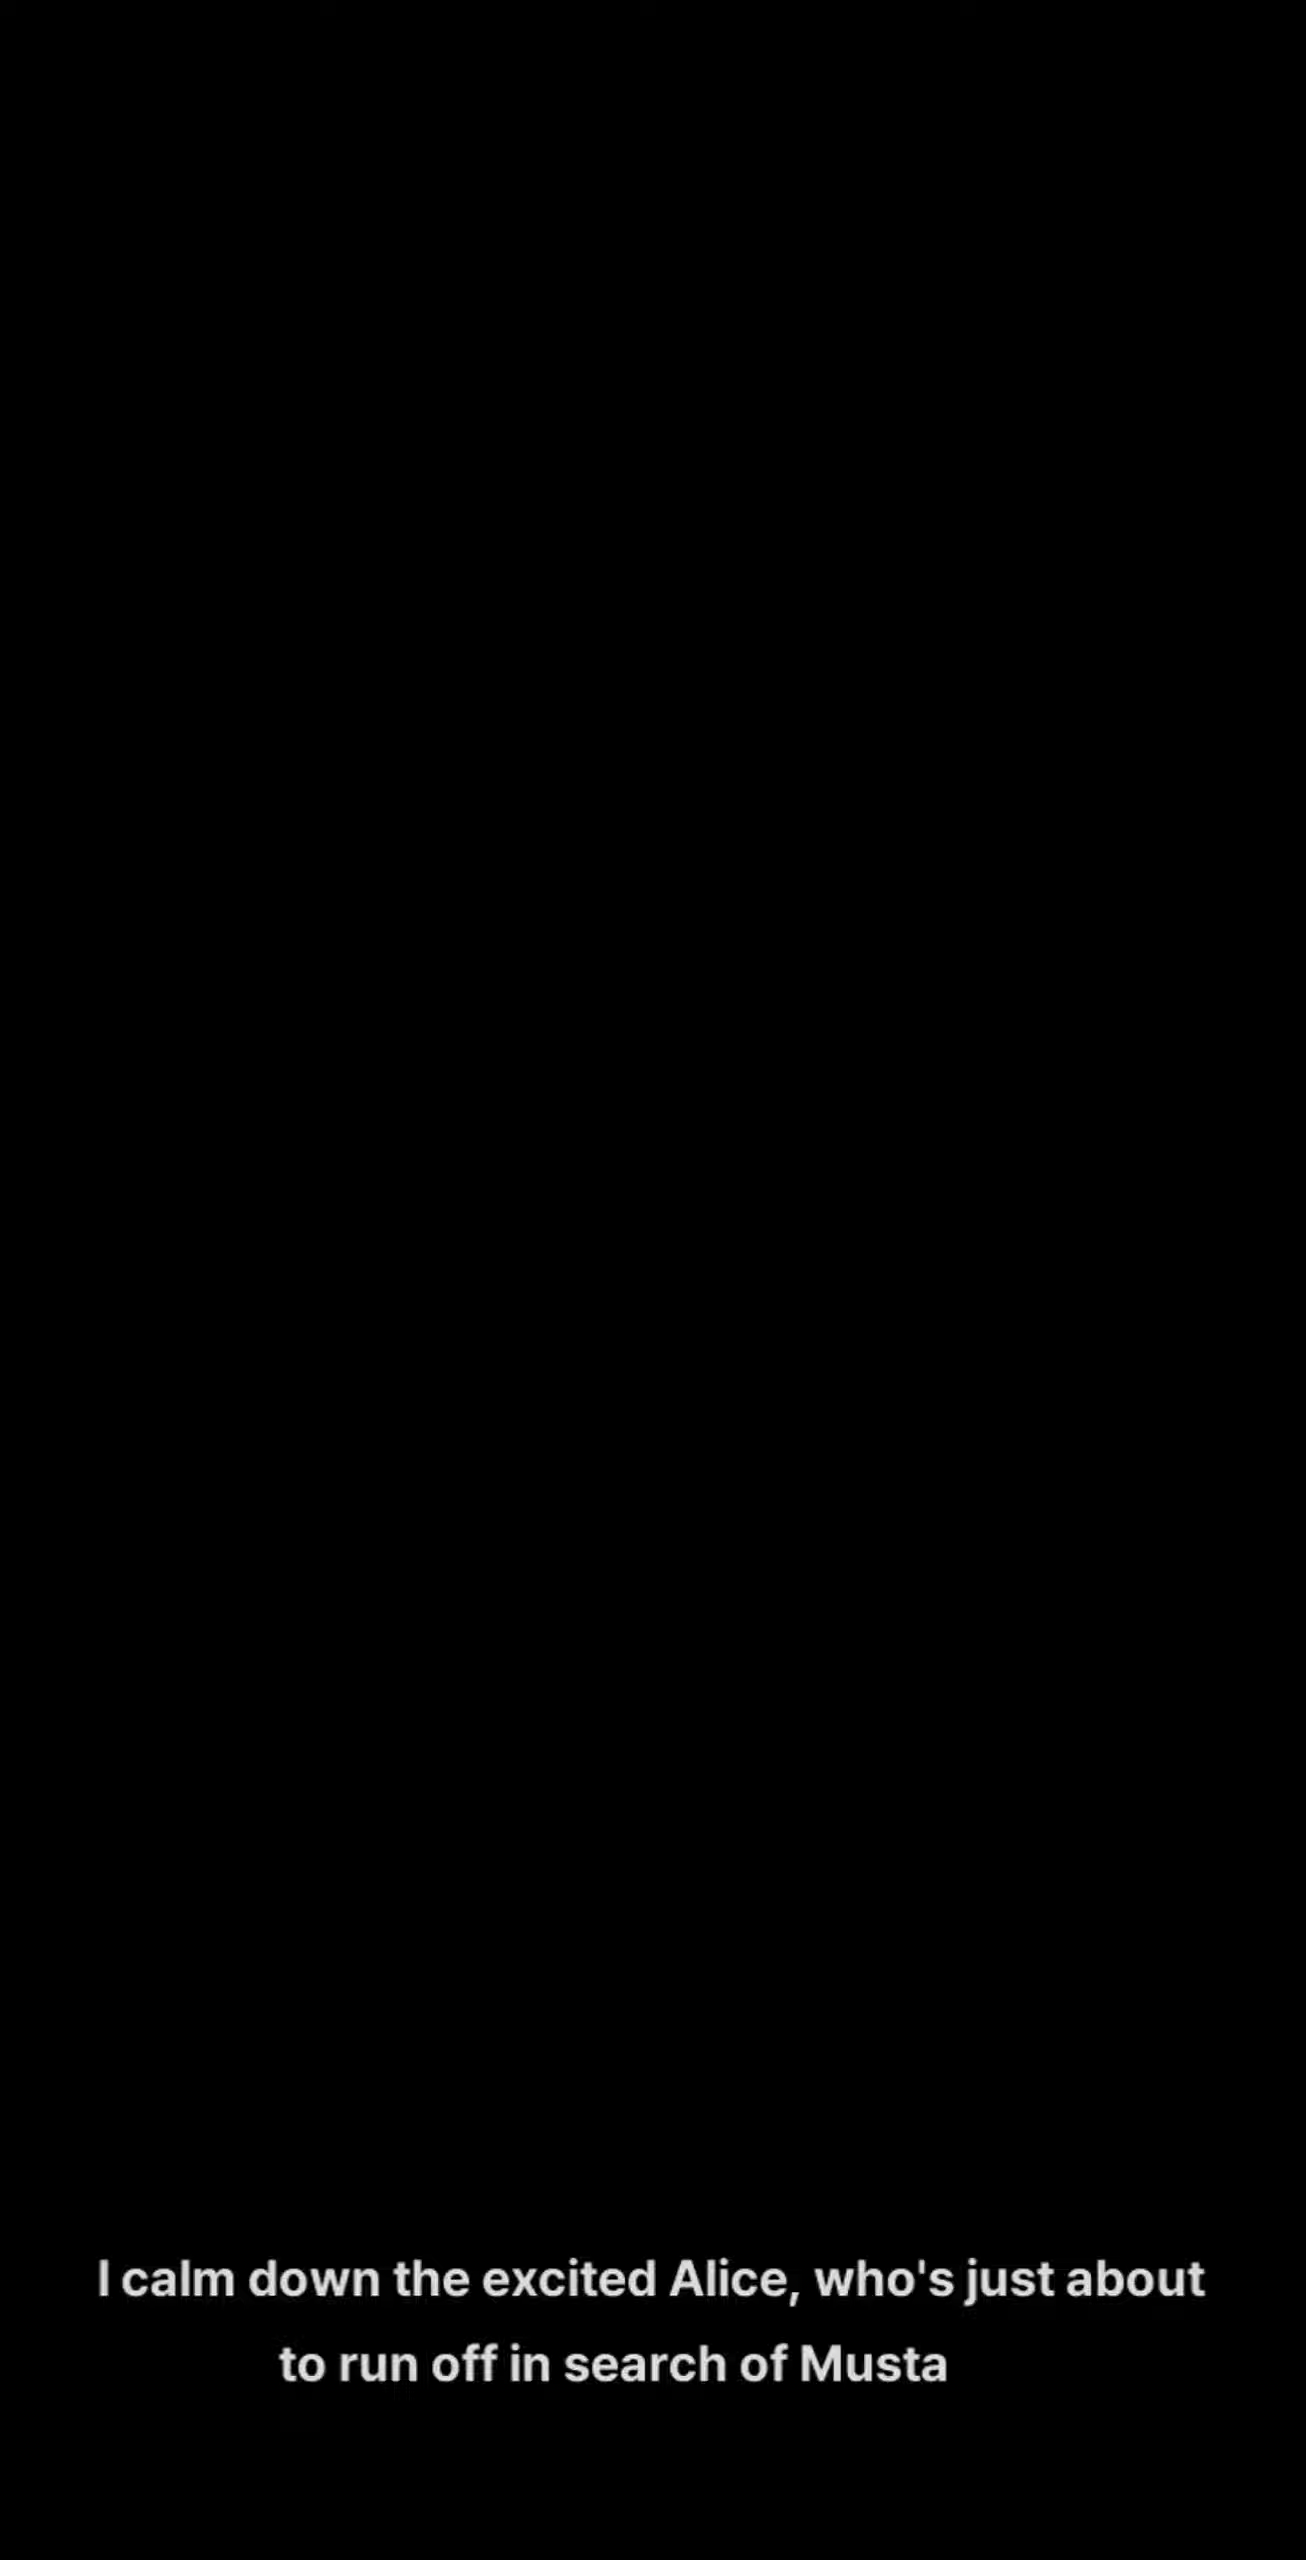 I calm down the excited Alice, who's just about
to run off in search of Musta